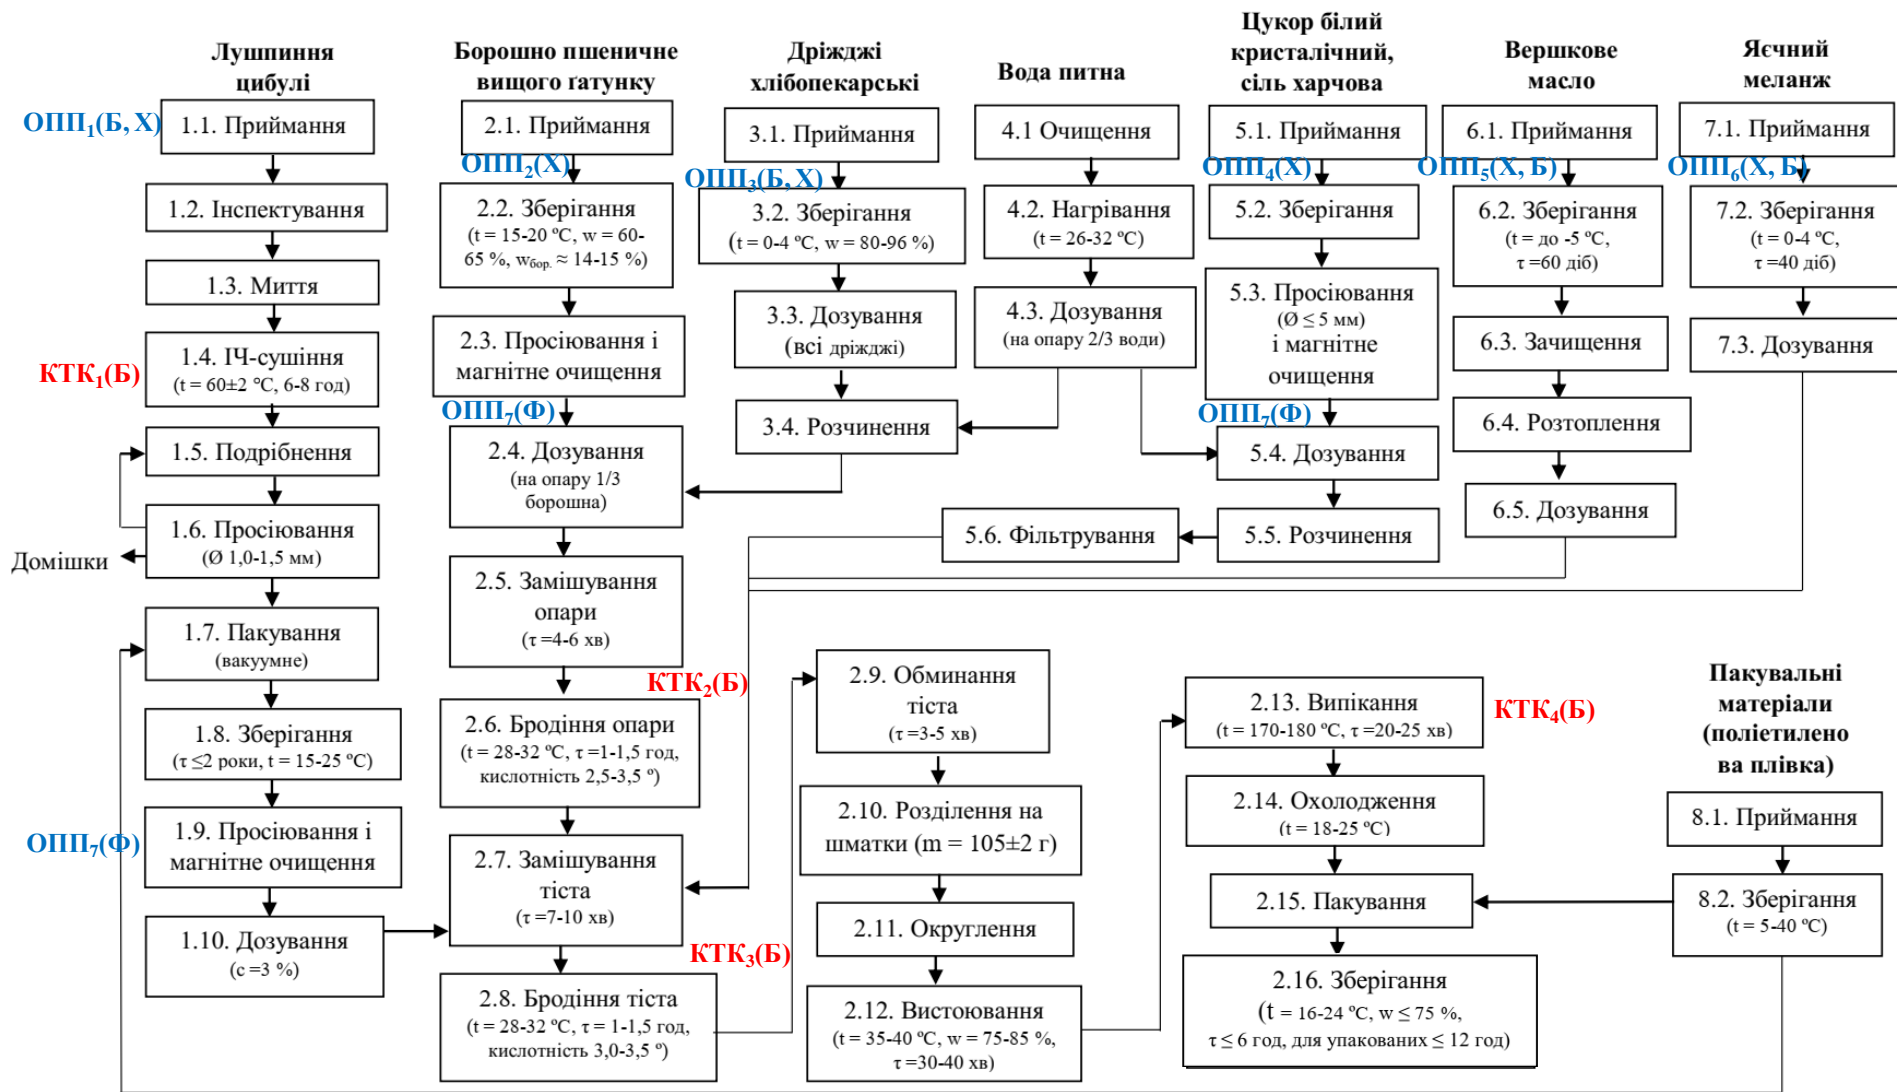 Лушпиння
цибулі
ОПП₁(Б, Х)
1.1. Приймання
1.2. Інспектування
1.3. Миття
1.4. ІЧ-сушіння
(t = 60±2 °С, 6-8 год)
КТК₁(Б)
1.5. Подрібнення
1.6. Просіювання
(Ø 1,0-1,5 мм)
Домішки
1.7. Пакування
(вакуумне)
1.8. Зберігання
(τ ≤2 роки, t = 15-25 ºС)
1.9. Просіювання і
магнітне очищення
ОПП₇(Ф)
1.10. Дозування
(с =3 %)
Борошно пшеничне
вищого ґатунку
2.1. Приймання
ОПП₂(Х)
2.2. Зберігання
(t = 15-20 ºС, w = 60-
65 %, wбор. ≈ 14-15 %)
2.3. Просіювання і
магнітне очищення
ОПП₇(Ф)
2.4. Дозування
(на опару 1/3
борошна)
2.5. Замішування
опари
(τ =4-6 хв)
КТК₂(Б)
2.6. Бродіння опари
(t = 28-32 ºС, τ =1-1,5 год,
кислотність 2,5-3,5 º)
2.7. Замішування
тіста
(τ =7-10 хв)
КТК₃(Б)
2.8. Бродіння тіста
(t = 28-32 ºС, τ = 1-1,5 год,
кислотність 3,0-3,5 º)
Дріжджі
хлібопекарські
3.1. Приймання
ОПП₃(Б, Х)
3.2. Зберігання
(t = 0-4 ºС, w = 80-96 %)
3.3. Дозування
(всі дріжджі)
3.4. Розчинення
Вода питна
4.1 Очищення
4.2. Нагрівання
(t = 26-32 ºС)
4.3. Дозування
(на опару 2/3 води)
Цукор білий
кристалічний,
сіль харчова
5.1. Приймання
ОПП₄(Х)
5.2. Зберігання
5.3. Просіювання
(Ø ≤ 5 мм)
і магнітне
очищення
ОПП₇(Ф)
5.4. Дозування
5.5. Розчинення
5.6. Фільтрування
Вершкове
масло
6.1. Приймання
ОПП₅(Х, Б)
6.2. Зберігання
(t = до -5 ºС,
τ =60 діб)
6.3. Зачищення
6.4. Розтоплення
6.5. Дозування
Яєчний
меланж
7.1. Приймання
ОПП₆(Х, Б)
7.2. Зберігання
(t = 0-4 ºС,
τ =40 діб)
7.3. Дозування
2.9. Обминання
тіста
(τ =3-5 хв)
2.10. Розділення на
шматки (m = 105±2 г)
2.11. Округлення
2.12. Вистоювання
(t = 35-40 ºС, w = 75-85 %,
τ =30-40 хв)
2.13. Випікання
(t = 170-180 ºС, τ =20-25 хв)
КТК₄(Б)
2.14. Охолодження
(t = 18-25 ºС)
2.15. Пакування
2.16. Зберігання
(t = 16-24 ºС, w ≤ 75 %,
τ ≤ 6 год, для упакованих ≤ 12 год)
Пакувальні
матеріали
(поліетилено
ва плівка)
8.1. Приймання
8.2. Зберігання
(t = 5-40 ºС)